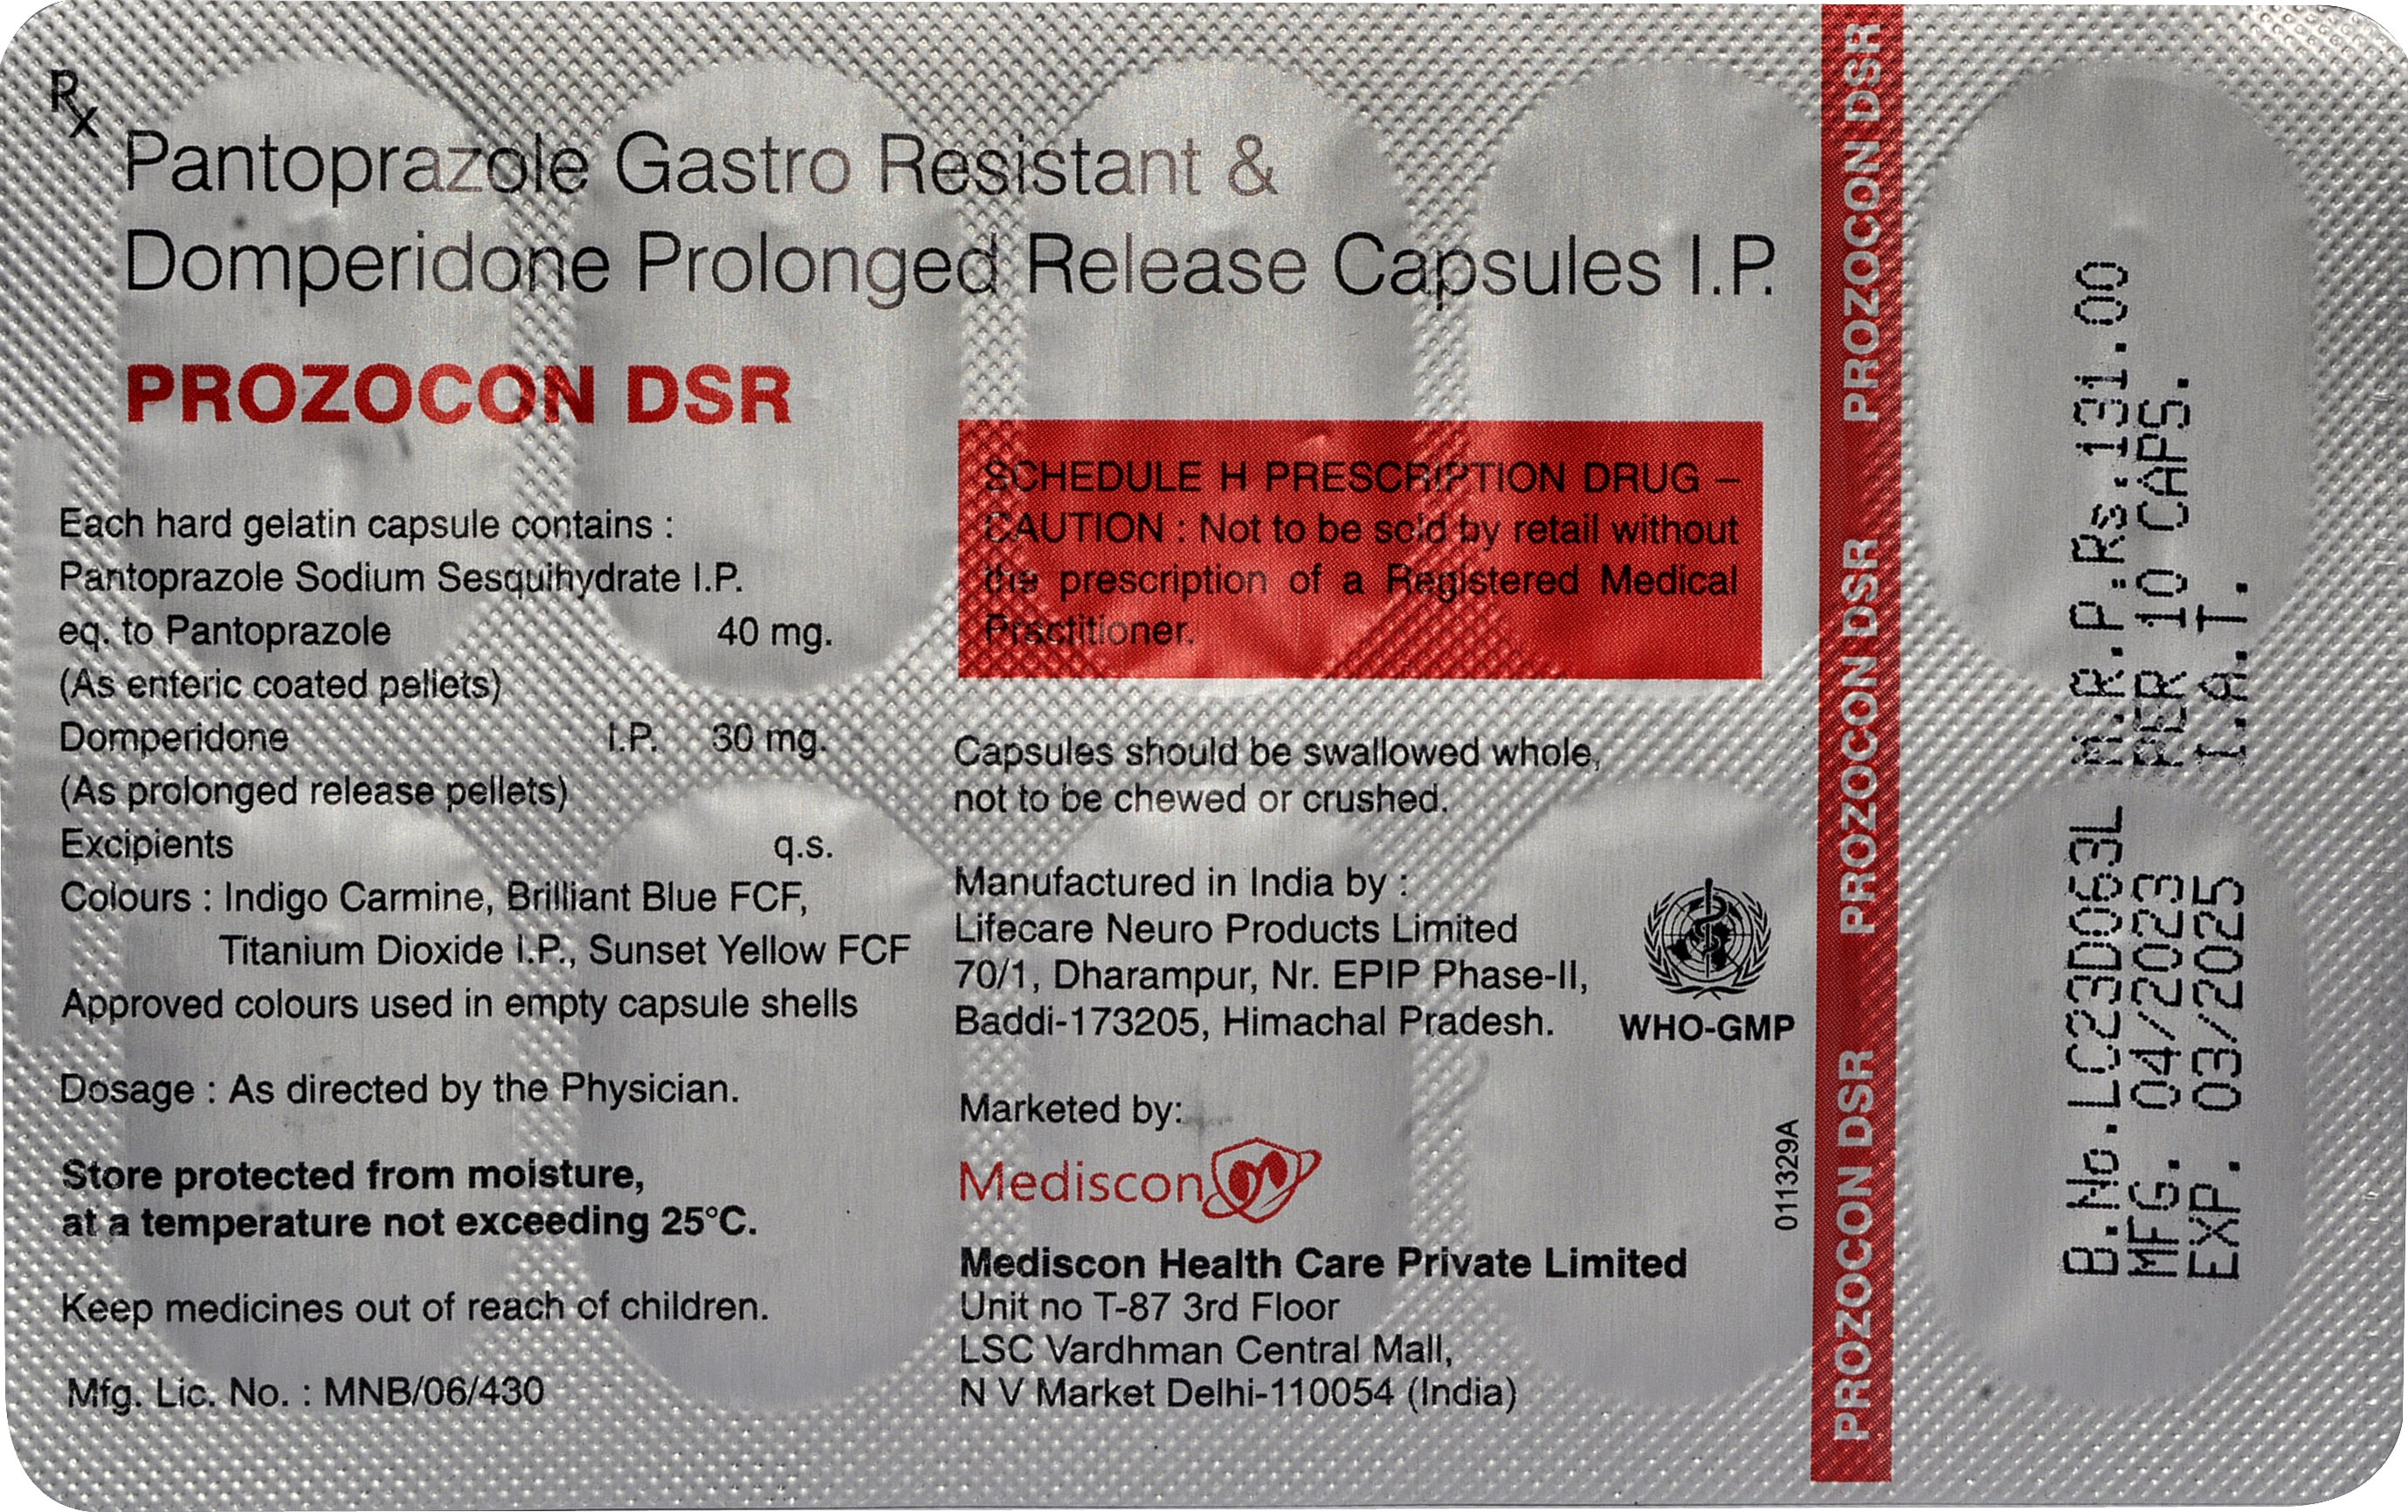 Rx
Pantoprazole Gastro Resistant &
Domperidone Prolonged Release Capsules I.P.
PROZOCON DSR
Each hard gelatin capsule contains :
Pantoprazole Sodium Sesquihydrate I.P.
eq. to Pantoprazole 40 mg.
(As enteric coated pellets)
Domperidone I.P. 30 mg.
(As prolonged release pellets)
Excipients q.s.
Colours : Indigo Carmine, Brilliant Blue FCF,
Titanium Dioxide I.P., Sunset Yellow FCF
Approved colours used in empty capsule shells
Dosage : As directed by the Physician.
Store protected from moisture,
at a temperature not exceeding 25°C.
Keep medicines out of reach of children.
Mfg. Lic. No. : MNB/06/430
SCHEDULE H PRESCRIPTION DRUG –
CAUTION : Not to be sold by retail without
the prescription of a Registered Medical
Practitioner.
Capsules should be swallowed whole,
not to be chewed or crushed.
Manufactured in India by :
Lifecare Neuro Products Limited
70/1, Dharampur, Nr. EPIP Phase-II,
Baddi-173205, Himachal Pradesh.
WHO-GMP
Marketed by:
Mediscon
Mediscon Health Care Private Limited
Unit no T-87 3rd Floor
LSC Vardhman Central Mall,
N V Market Delhi-110054 (India)
011329A
PROZOCON DSR PROZOCON DSR PROZOCON DSR
B.No.LC23D063L M.R.P.Rs.:131.00
MFG. 04/2023 PER 10 CAPS.
EXP. 03/2025 I.A.T.